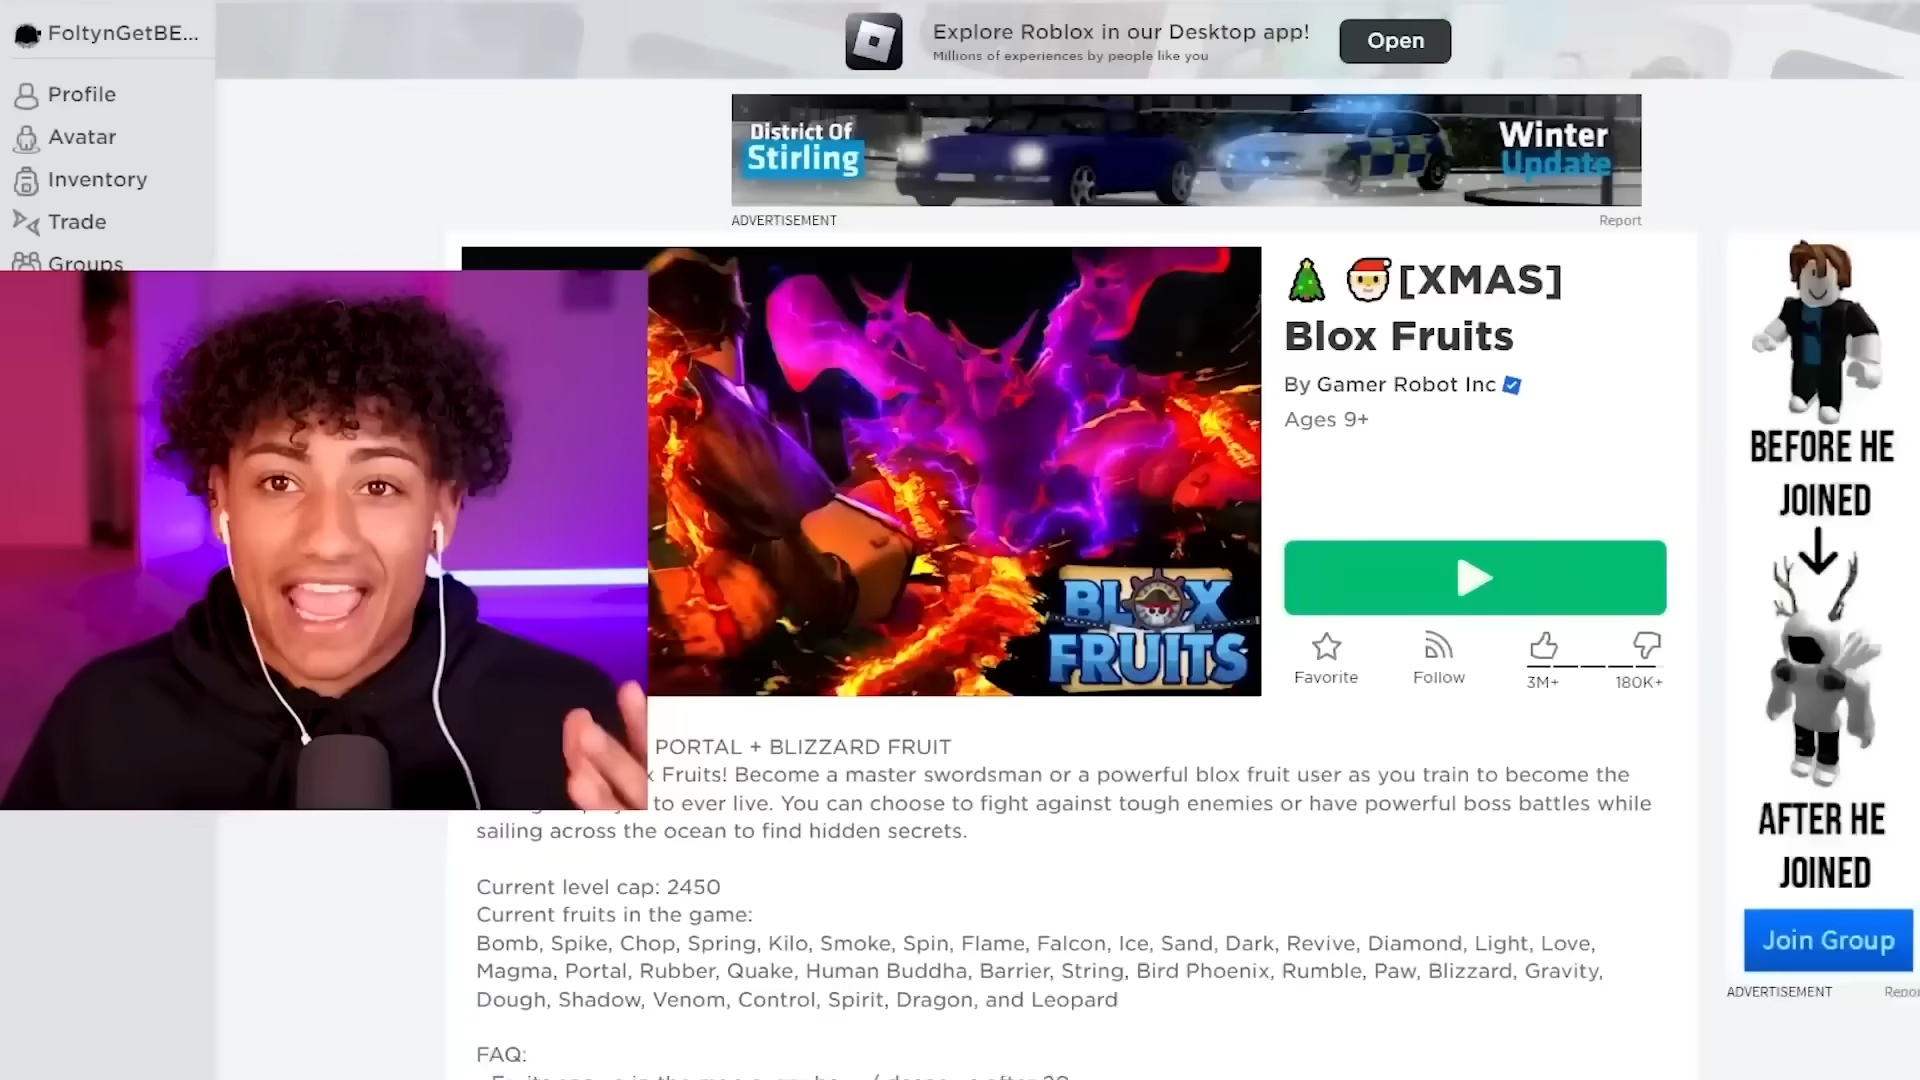 FoltynGetBE...
Profile
Avatar
Inventory
Trade
Groups
Explore Roblox in our Desktop app!
Millions of experiences by people like you
Open
District Of
Stirling
Winter
Update
ADVERTISEMENT
Report
BLOX
FRUITS
[XMAS]
Blox Fruits
By Gamer Robot Inc
Ages 9+
Favorite
Follow
3M+
180K+
PORTAL + BLIZZARD FRUIT
x Fruits! Become a master swordsman or a powerful blox fruit user as you train to become the
to ever live. You can choose to fight against tough enemies or have powerful boss battles while
sailing across the ocean to find hidden secrets.
Current level cap: 2450
Current fruits in the game:
Bomb, Spike, Chop, Spring, Kilo, Smoke, Spin, Flame, Falcon, Ice, Sand, Dark, Revive, Diamond, Light, Love,
Magma, Portal, Rubber, Quake, Human Buddha, Barrier, String, Bird Phoenix, Rumble, Paw, Blizzard, Gravity,
Dough, Shadow, Venom, Control, Spirit, Dragon, and Leopard
FAQ:
BEFORE HE
JOINED
AFTER HE
JOINED
Join Group
ADVERTISEMENT
Repor